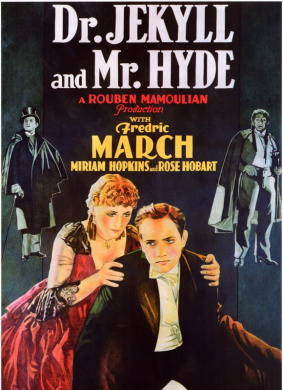 Dr. JEKYLL
and Mr. HYDE
A ROUBEN MAMOULIAN
Production
WITH
Fredric
MARCH
MIRIAM HOPKINS and ROSE HOBART